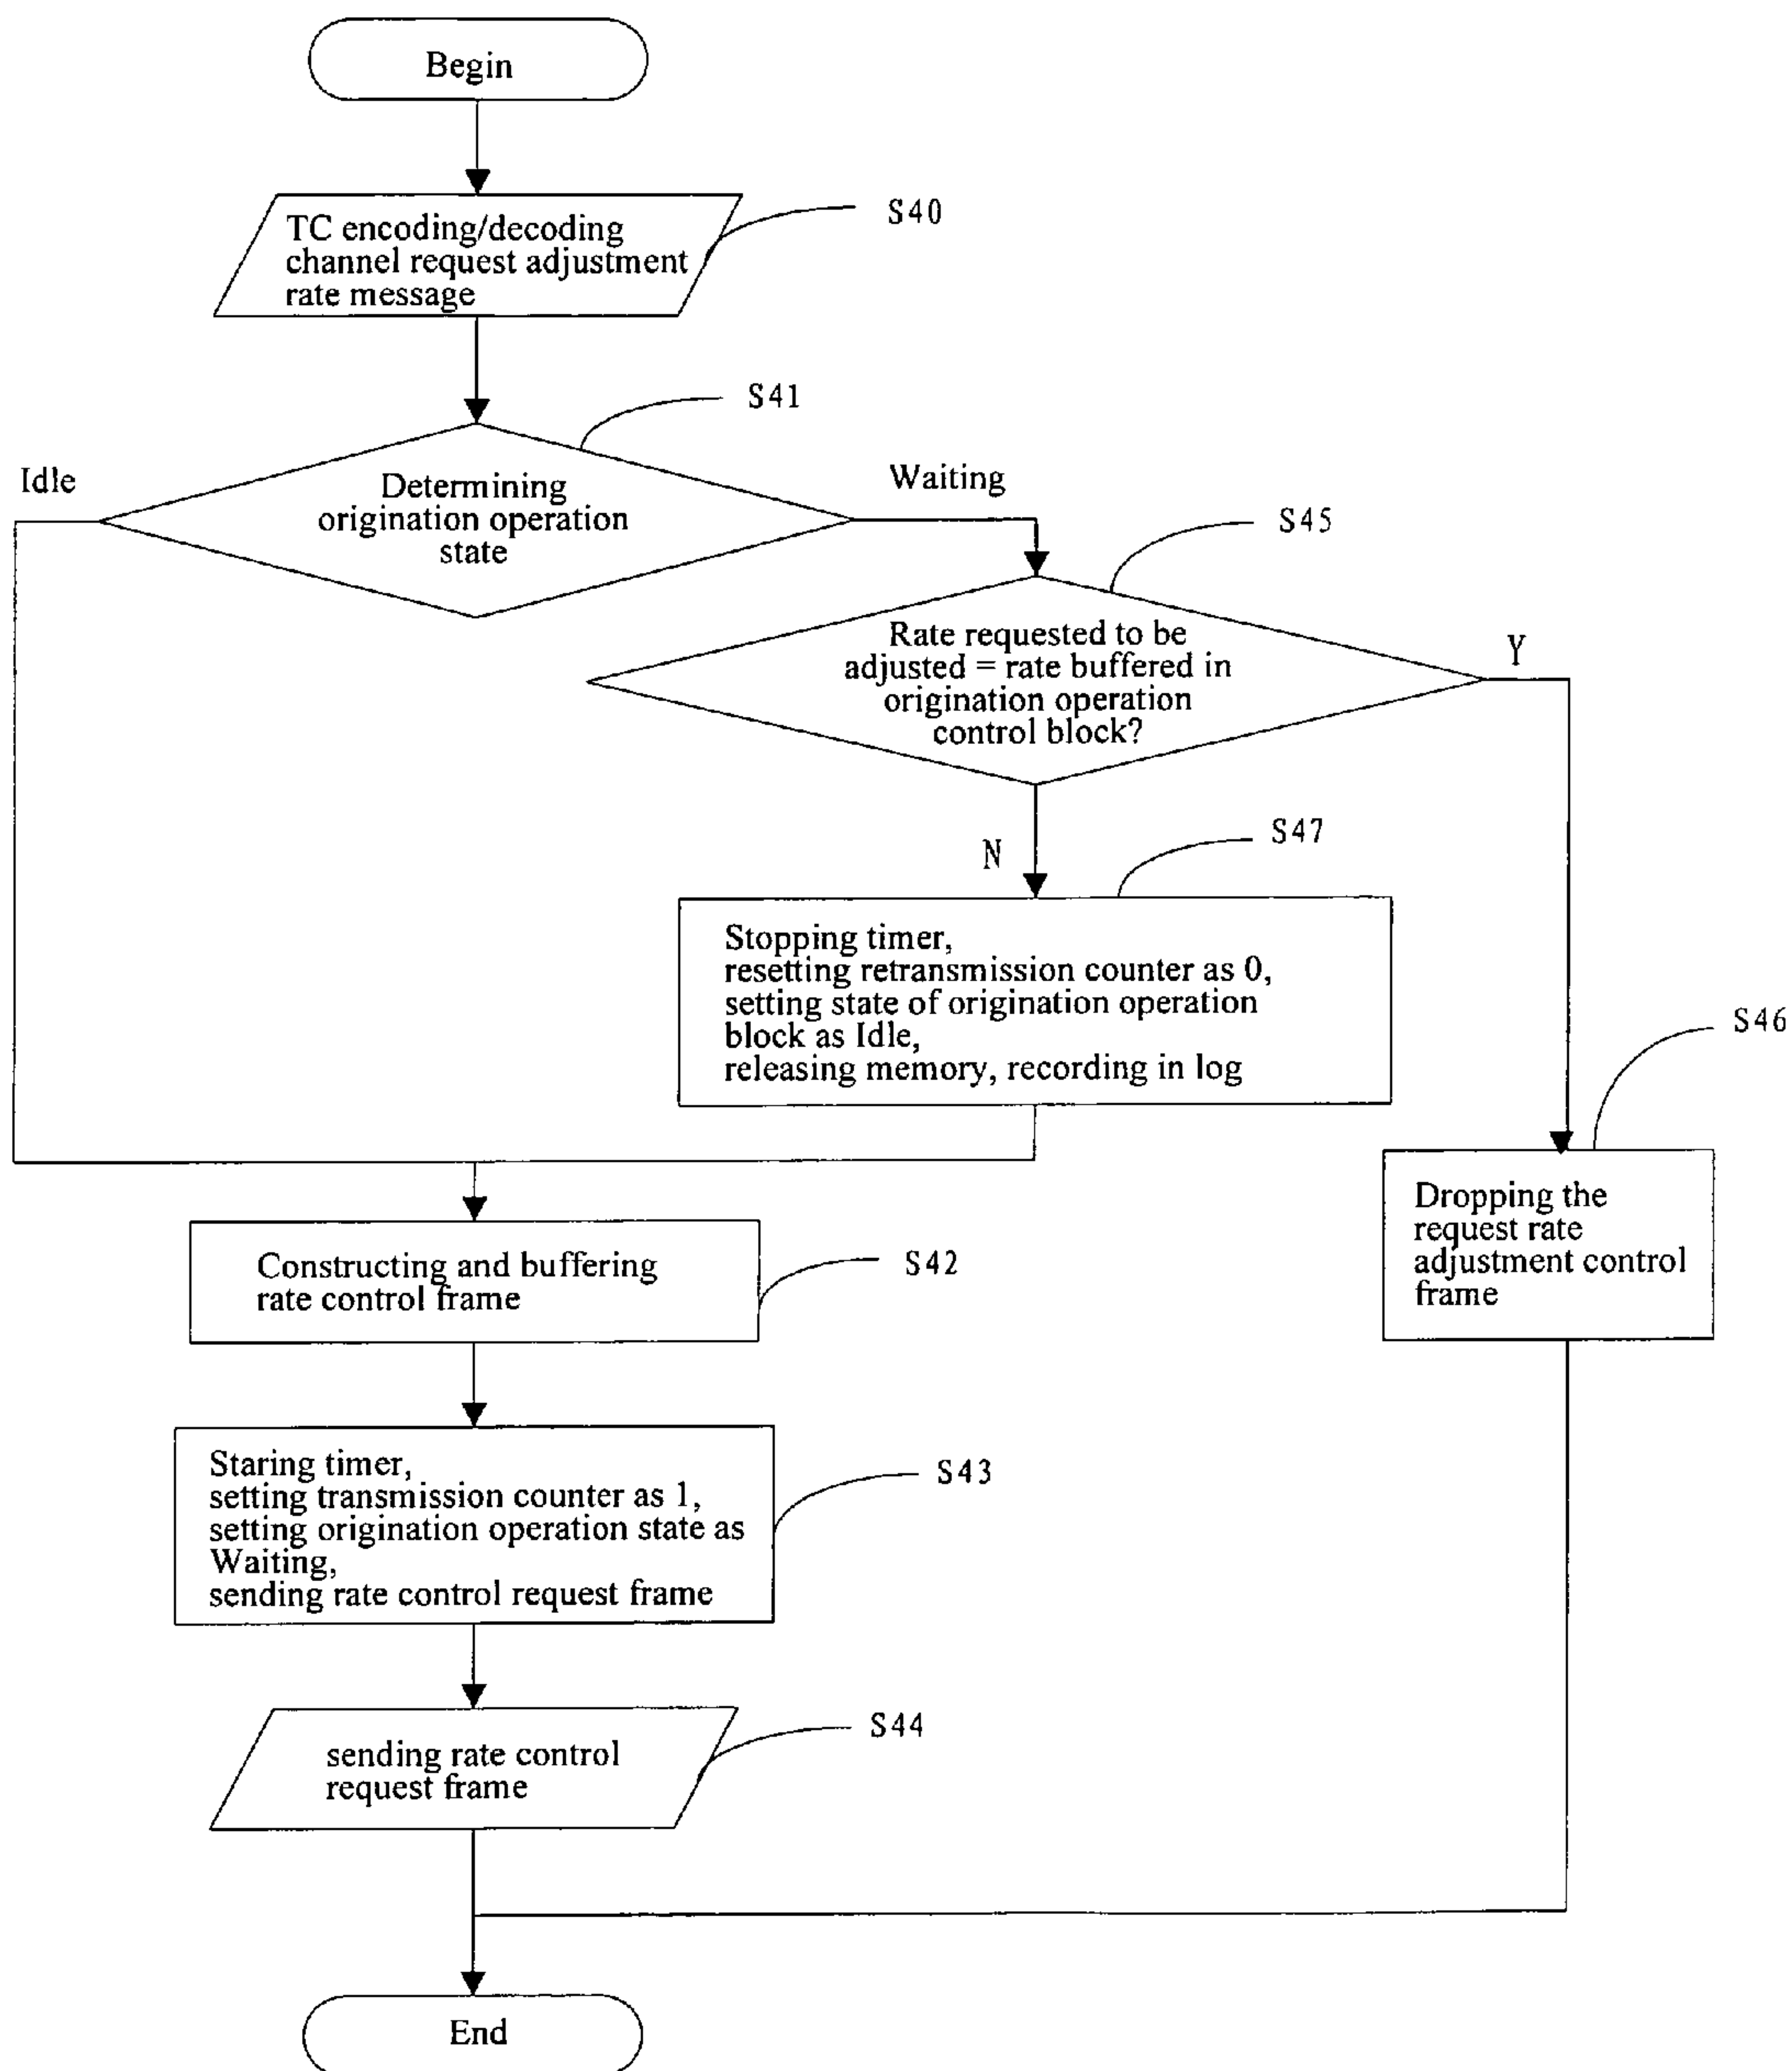 Begin
TC encoding/decoding
channel request adjustment
rate message
S40
S41
Idle
Determining
origination operation
state
Waiting
S45
Rate requested to be
adjusted = rate buffered in
origination operation
control block?
Y
N
S47
Stopping timer,
resetting retransmission counter as 0,
setting state of origination operation
block as Idle,
releasing memory, recording in log
S46
Dropping the
request rate
adjustment control
frame
Constructing and buffering
rate control frame
S42
Staring timer,
setting transmission counter as 1,
setting origination operation state as
Waiting,
sending rate control request frame
S43
sending rate control
request frame
S44
End